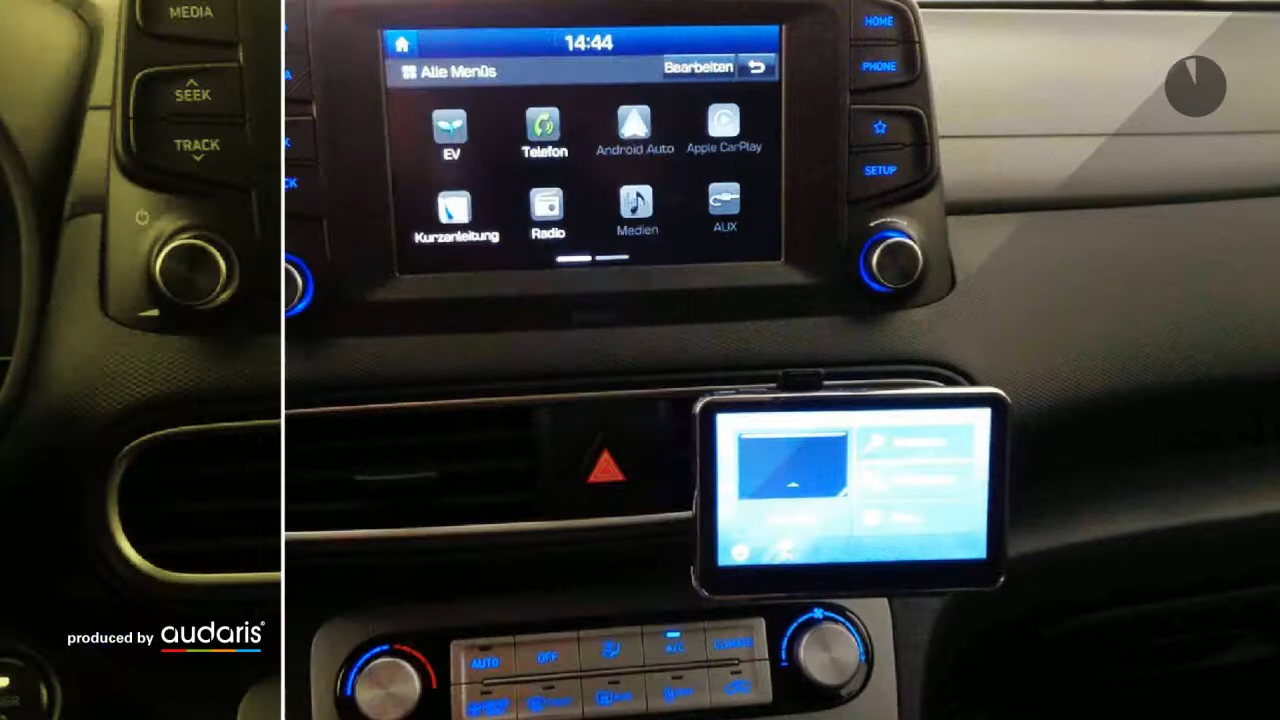 MEDIA
SEEK
TRACK
14:44
Alle Menüs
Bearbeiten
EV
Telefon
Android Auto
Apple CarPlay
Kurzanleitung
Radio
Medien
AUX
HOME
PHONE
SETUP
AUTO
OFF
A/C
CLIMATE
produced by audaris